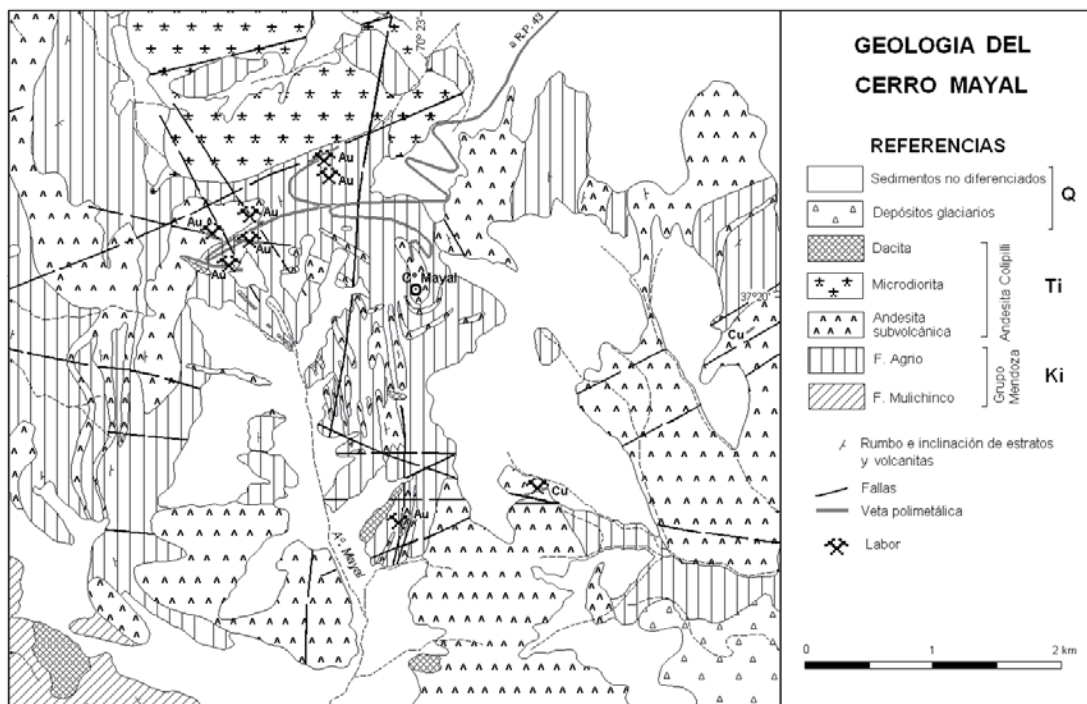 GEOLOGIA DEL
CERRO MAYAL
REFERENCIAS
Sedimentos no diferenciados
Depósitos glaciarios
Q
Dacita
Microdiorita
Andesita
subvolcánica
Andesita Colipilli
Ti
F. Agrio
F. Mulichinco
Grupo
Mendoza
Ki
Rumbo e inclinación de estratos
y volcanitas
Fallas
Veta polimetálica
Labor
0 1 2 km
70º 23'
a R.P. 43
Au
Au
Au
Au
Au
Au
Cº Mayal
37º20'
Cu
Cu
Au
Aº Mayal